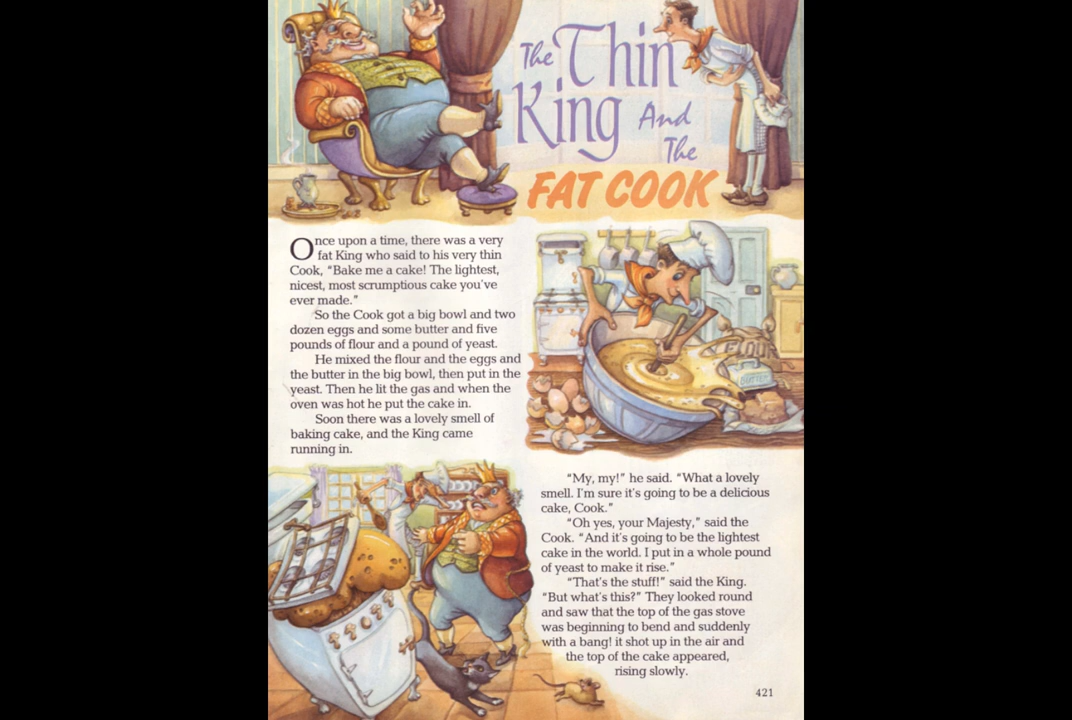 The Thin
King And
The
FAT COOK
Once upon a time, there was a very
fat King who said to his very thin
Cook, "Bake me a cake! The lightest,
nicest, most scrumptious cake you've
ever made."
So the Cook got a big bowl and two
dozen eggs and some butter and five
pounds of flour and a pound of yeast.
He mixed the flour and the eggs and
the butter in the big bowl, then put in the
yeast. Then he lit the gas and when the
oven was hot he put the cake in.
Soon there was a lovely smell of
baking cake, and the King came
running in.
FLOUR
BUTTER
"My, my!" he said. "What a lovely
smell. I'm sure it's going to be a delicious
cake, Cook."
"Oh yes, your Majesty," said the
Cook. "And it's going to be the lightest
cake in the world. I put in a whole pound
of yeast to make it rise."
"That's the stuff!" said the King.
"But what's this?" They looked round
and saw that the top of the gas stove
was beginning to bend and suddenly
with a bang! it shot up in the air and
the top of the cake appeared,
rising slowly.
421